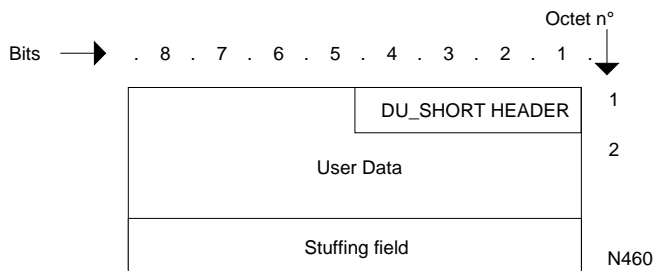 Octet n°
Bits . 8 . 7 . 6 . 5 . 4 . 3 . 2 . 1 .
DU_SHORT HEADER 1
2
User Data
Stuffing field
N460